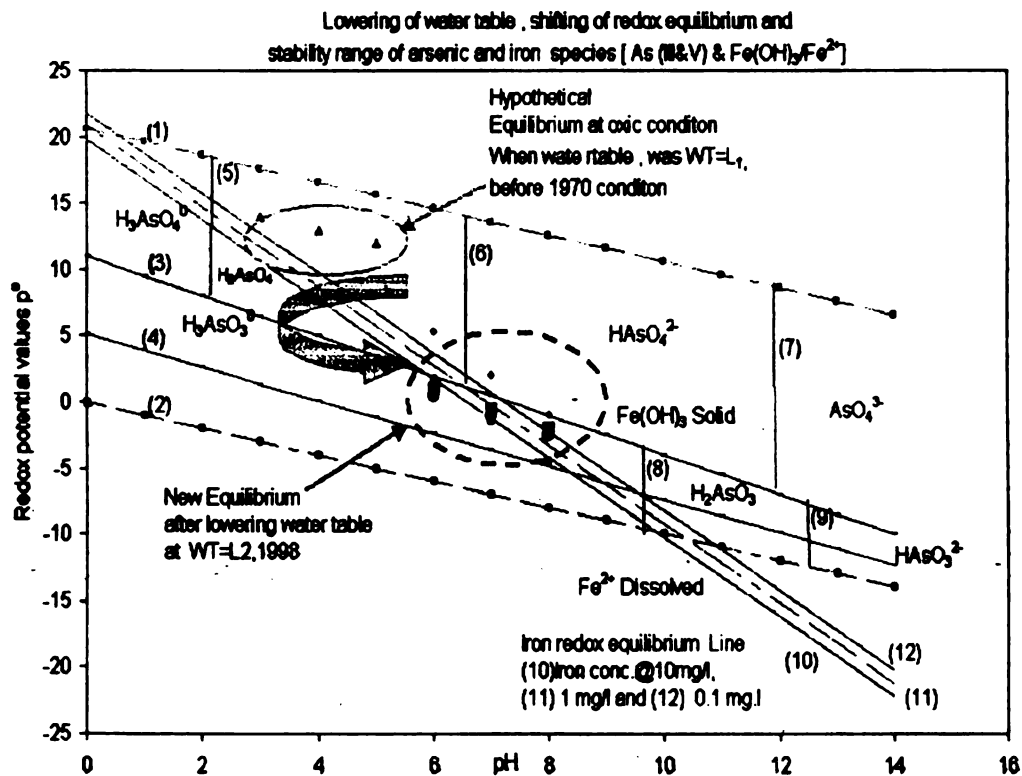 Lowering of water table , shifting of redox equilibrium and
stability range of arsenic and iron species [ As (III&V) & Fe(OH)₃/Fe²⁺]
25
20
15
10
5
0
-5
-10
-15
-20
-25
Redox potential values pᵉ
0
2
4
6
8
10
12
14
16
pH
Hypothetical
Equilibrium at oxic conditon
When wate rtable , was WT=L₁,
before 1970 conditon
(1)
(5)
H₃AsO₄⁰
(3)
H₂AsO₄
H₃AsO₃⁰
(4)
(2)
(6)
HAsO₄²⁻
(7)
AsO₄³⁻
Fe(OH)₃ Solid
(8)
H₂AsO₃
(9)
HAsO₃²⁻
New Equilibrium
after lowering water table
at WT=L2,1998
Fe²⁺ Dissolved
Iron redox equilibrium Line
(10)Iron conc.@10mg/l,
(11) 1 mg/l and (12) 0.1 mg.l
(10)
(12)
(11)